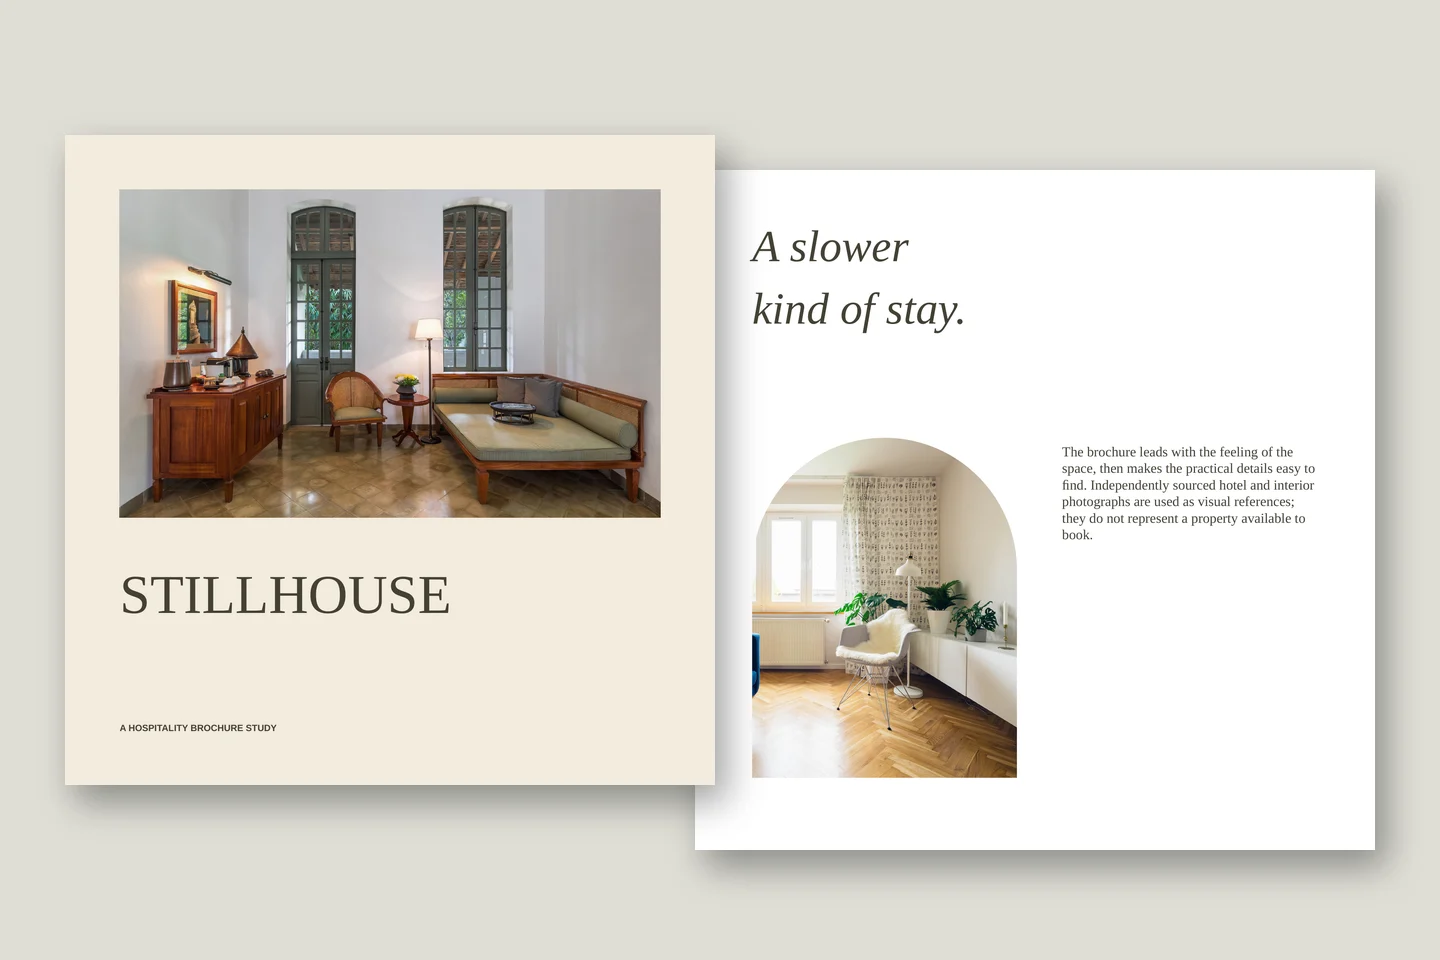 STILLHOUSE
A HOSPITALITY BROCHURE STUDY
A slower
kind of stay.
The brochure leads with the feeling of the
space, then makes the practical details easy to
find. Independently sourced hotel and interior
photographs are used as visual references;
they do not represent a property available to
book.